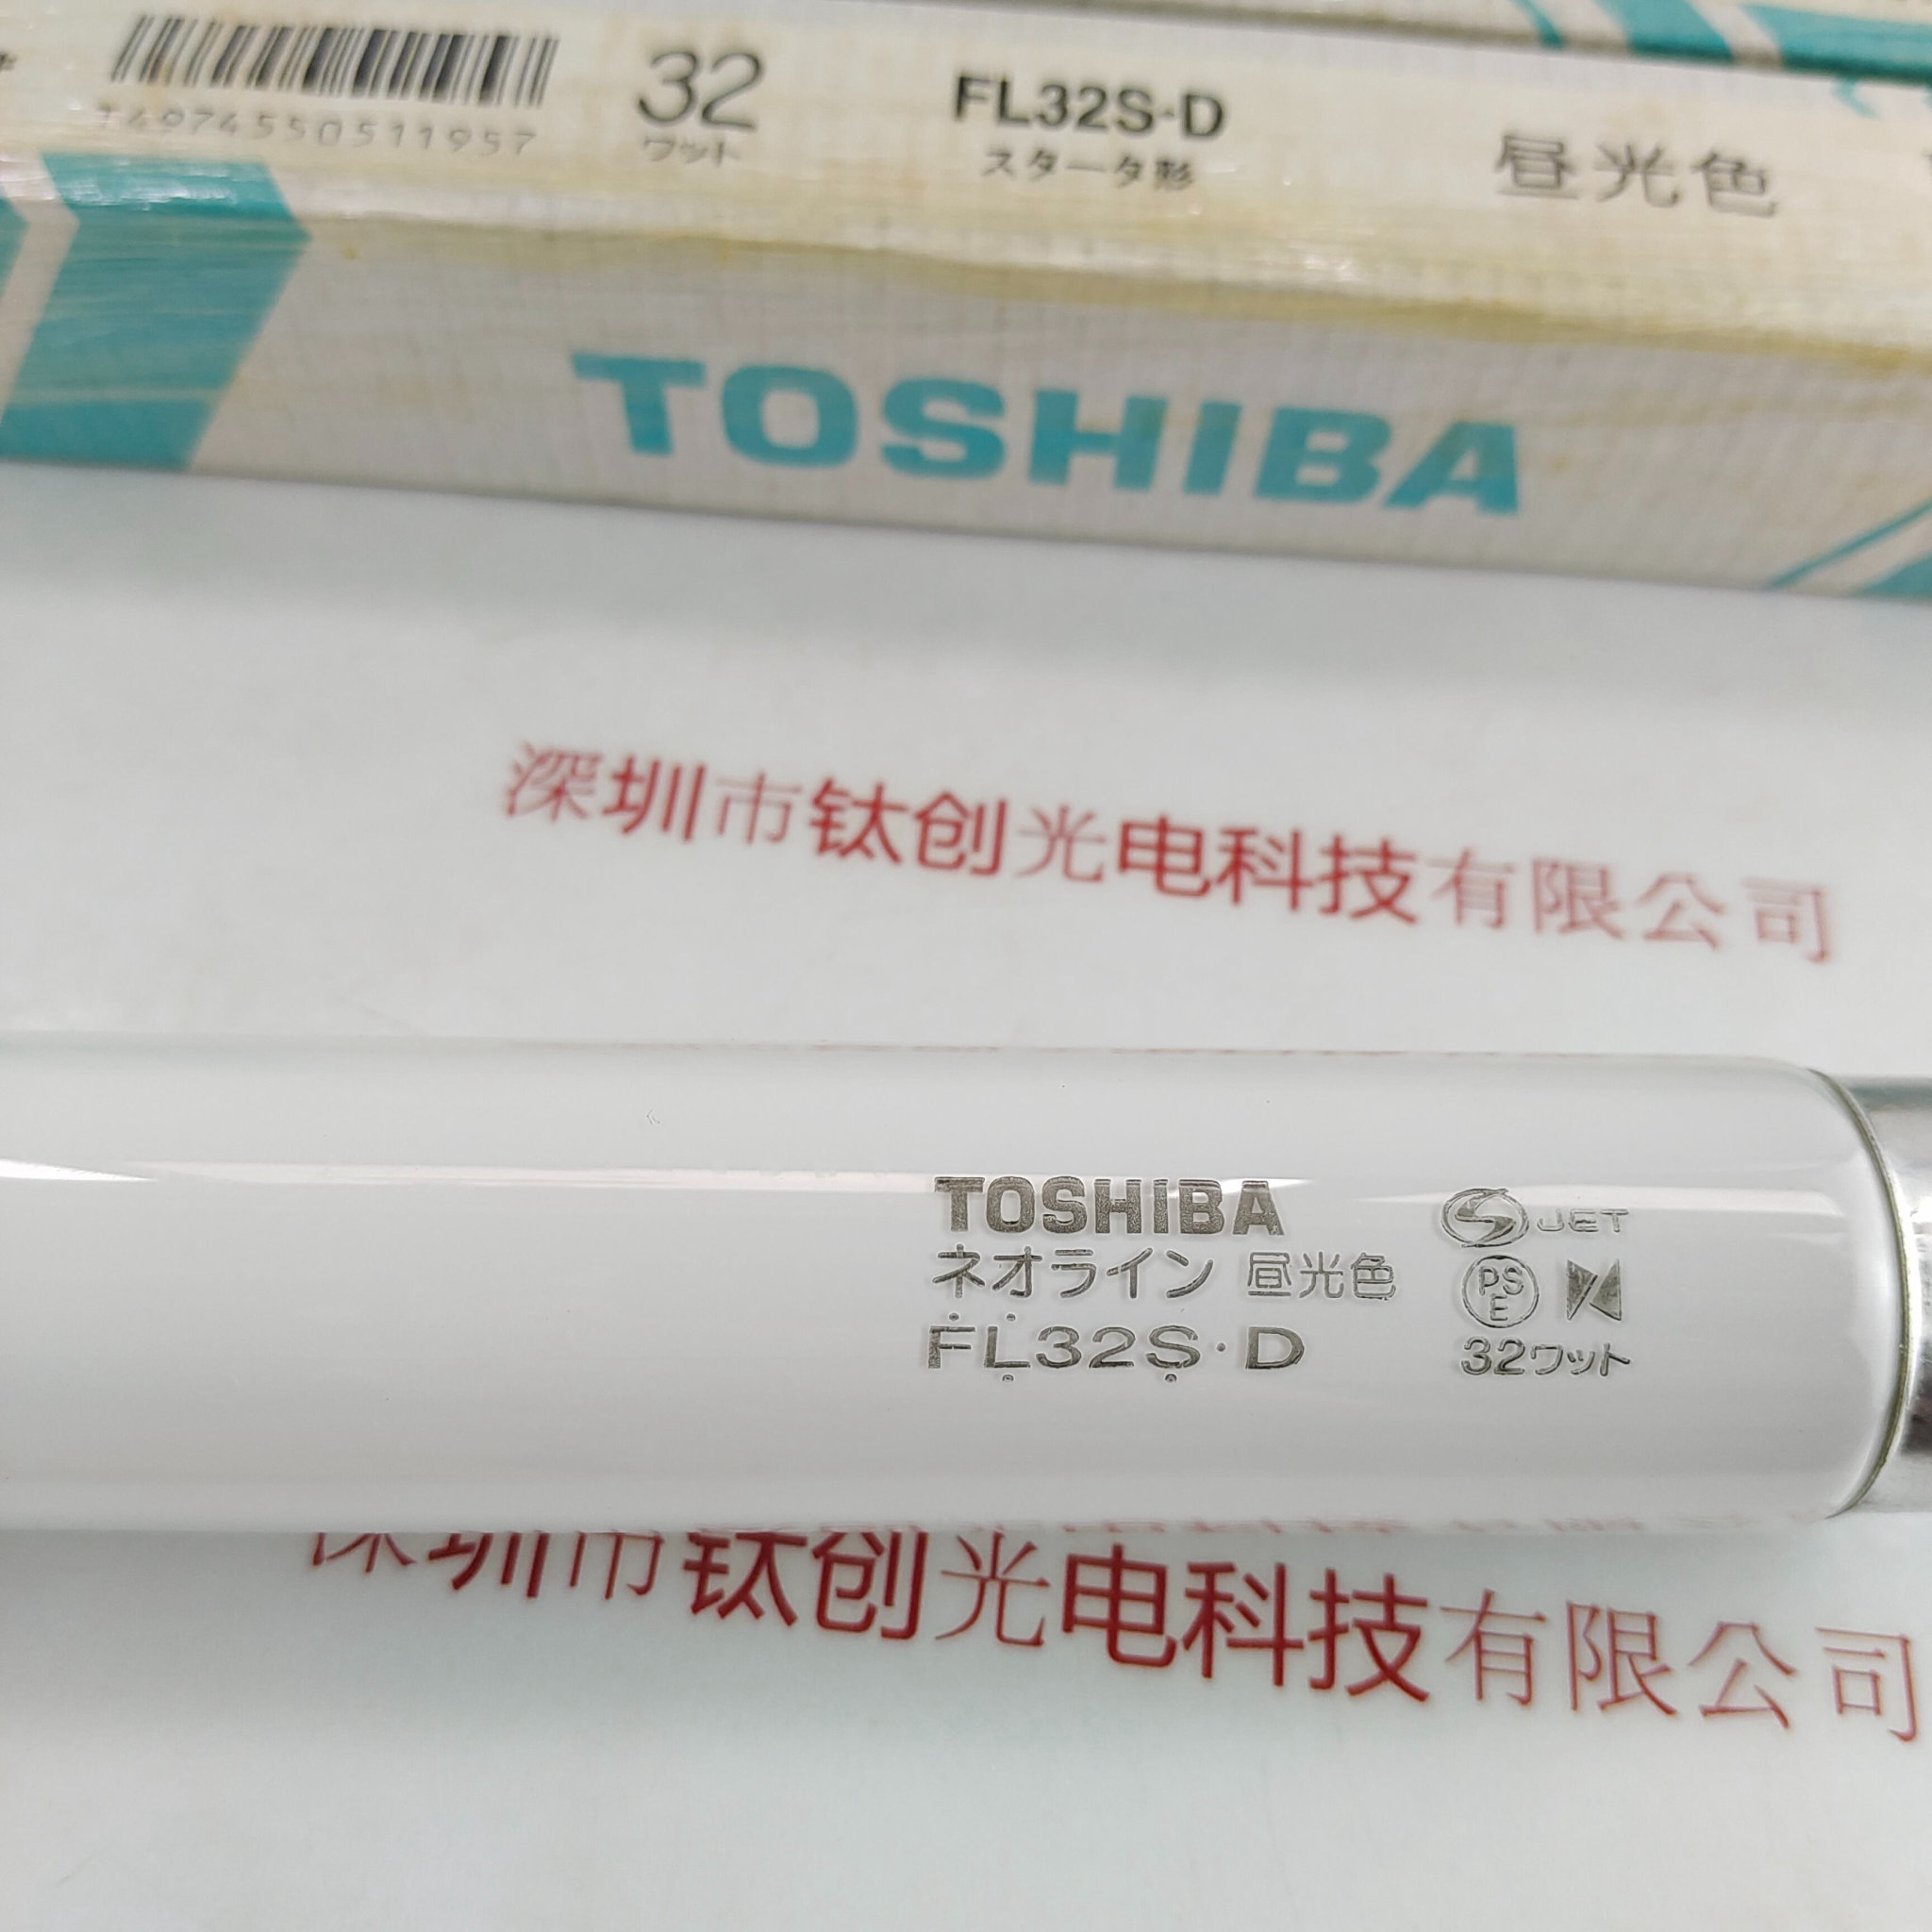 T4974550511957
32
ワット
FL32S·D
スタータ形
昼光色
TOSHIBA
深圳市钛创光电科技有限公司
TOSHIBA
ネオライン 昼光色
FL32S·D
JET
PS
E
32ワット
深圳市钛创光电科技有限公司